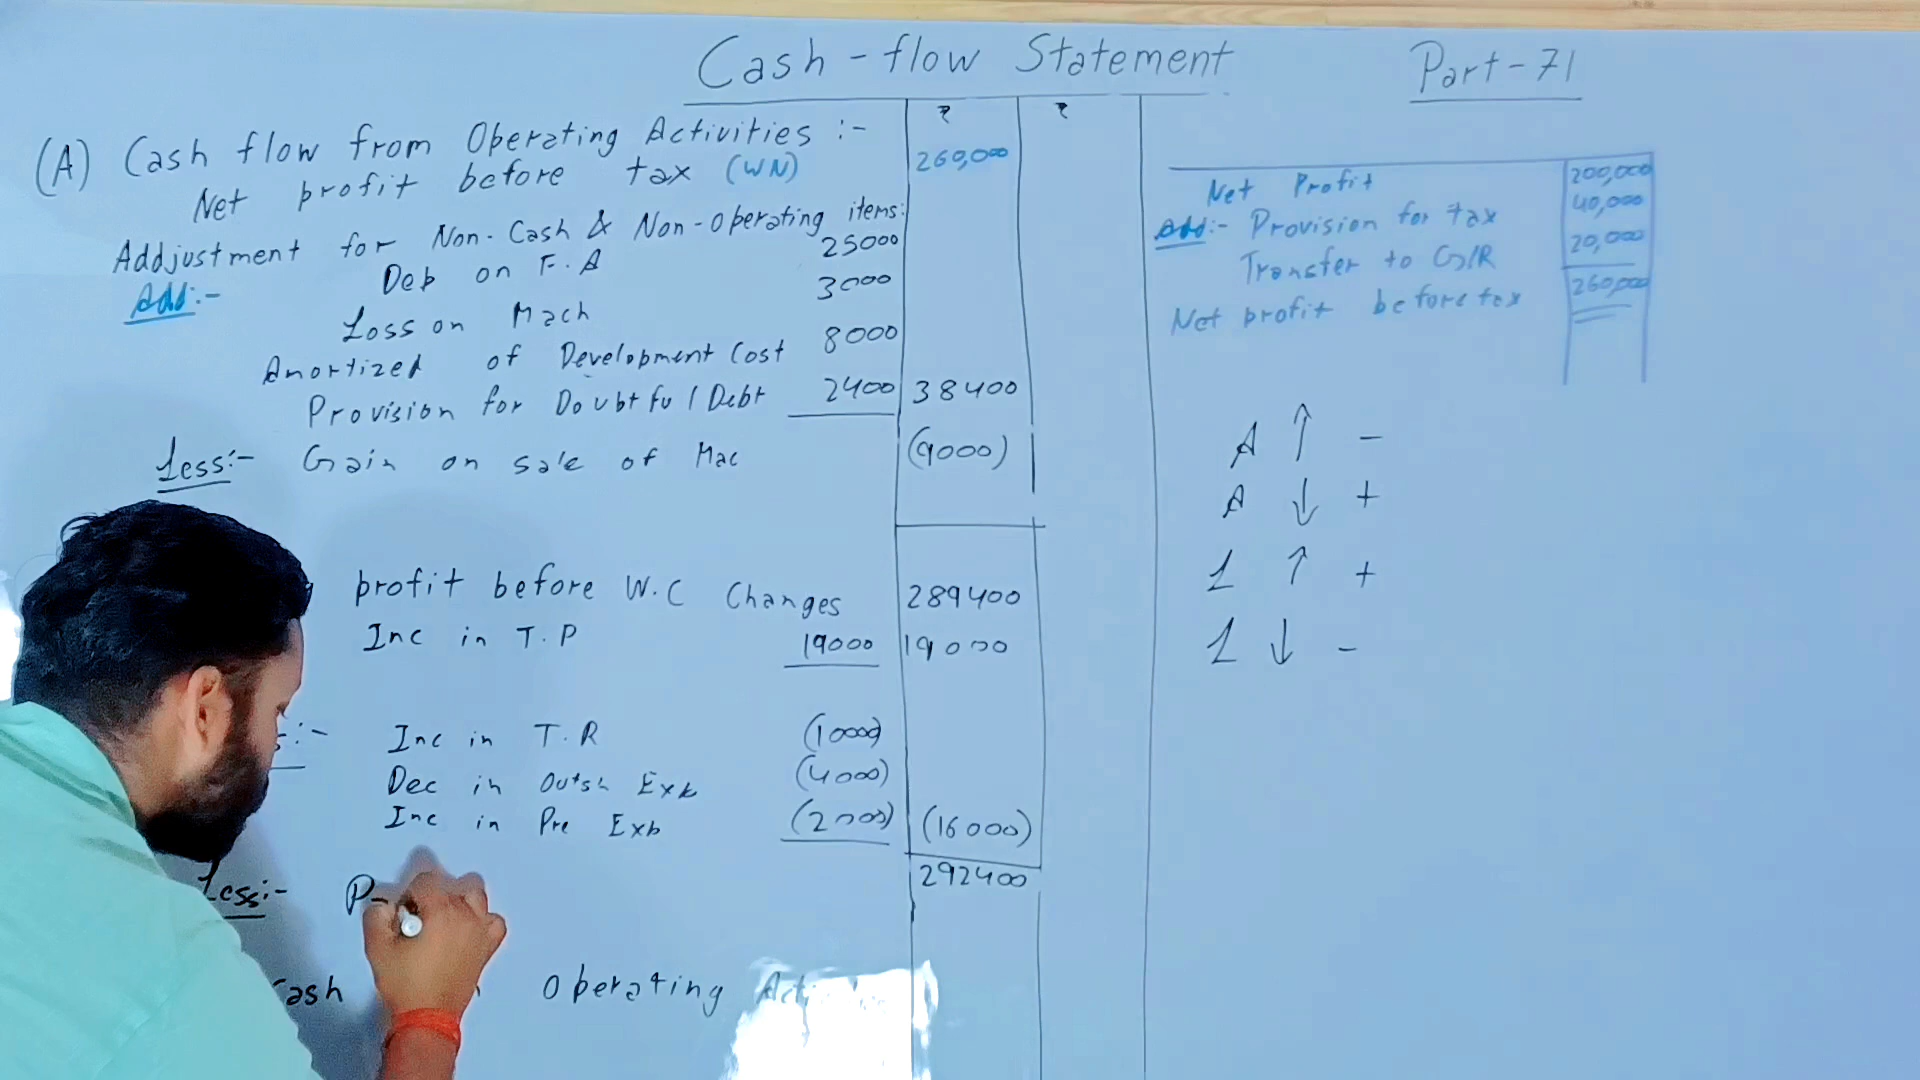 Cash - flow Statement
Part - 71
₹ ₹
(A) Cash flow from Operating Activities :-
Net profit before tax (WN) 260,000
Addjustment for Non-Cash & Non-operating items:
Add:- Dep on F.A 25000
Loss on Mach 3000
Amortized of Development Cost 8000
Provision for Doubtful Debt 2400 38400
Less:- Gain on sale of Mac (9000)
profit before W.C Changes 289400
Inc in T.P 19000 19000
Inc in T.R (10000)
Dec in Outsn Exp (4000)
Inc in Pre Exp (2000) (16000)
292400
Less:- P
Cash Operating Act
Net Profit 200,000
Add:- Provision for tax 40,000
Transfer to G/R 20,000
Net profit before tax 260,000
A ↑ -
A ↓ +
L ↑ +
L ↓ -